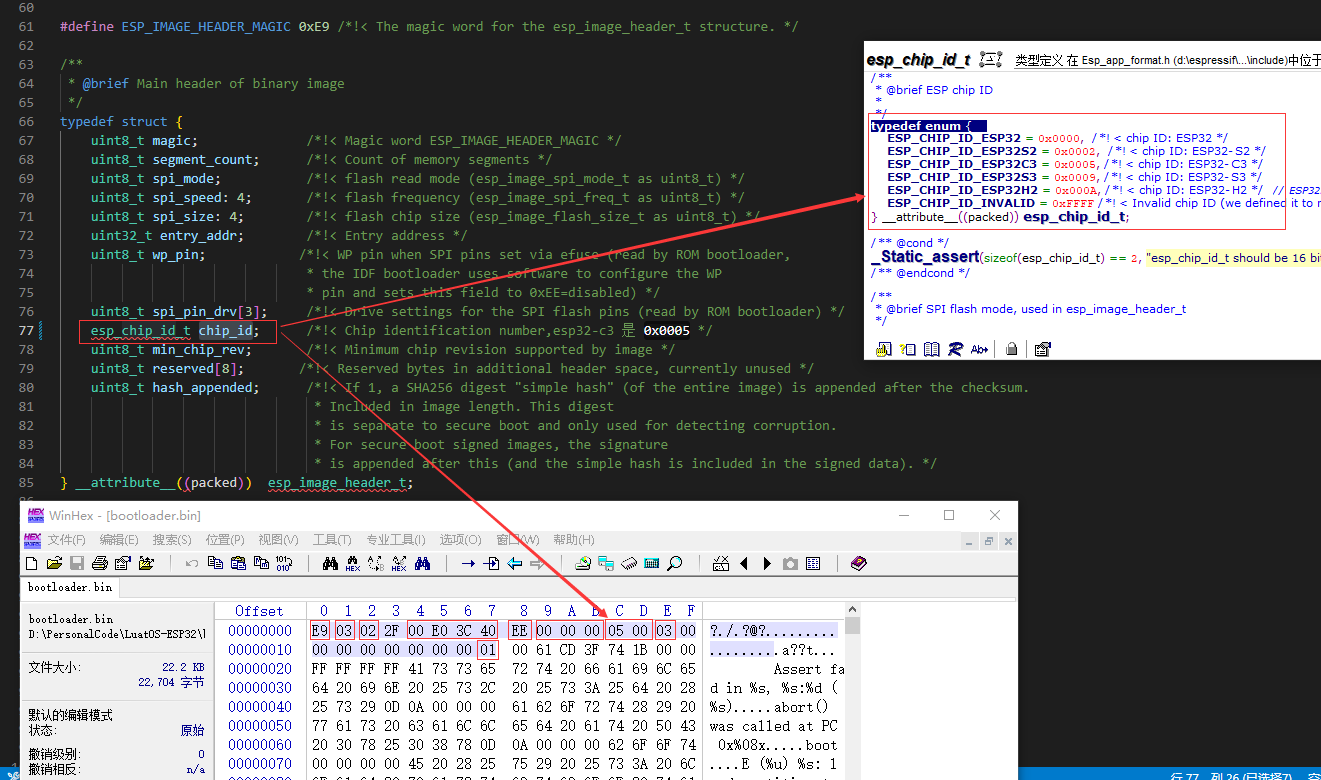 60
61 #define ESP_IMAGE_HEADER_MAGIC 0xE9 /*!< The magic word for the esp_image_header_t structure. */
62
63 /**
64 * @brief Main header of binary image
65 */
66 typedef struct {
67 uint8_t magic; /*!< Magic word ESP_IMAGE_HEADER_MAGIC */
68 uint8_t segment_count; /*!< Count of memory segments */
69 uint8_t spi_mode; /*!< flash read mode (esp_image_spi_mode_t as uint8_t) */
70 uint8_t spi_speed: 4; /*!< flash frequency (esp_image_spi_freq_t as uint8_t) */
71 uint8_t spi_size: 4; /*!< flash chip size (esp_image_flash_size_t as uint8_t) */
72 uint32_t entry_addr; /*!< Entry address */
73 uint8_t wp_pin; /*!< WP pin when SPI pins set via efuse (read by ROM bootloader,
74 * the IDF bootloader uses software to configure the WP
75 * pin and sets this field to 0xEE=disabled) */
76 uint8_t spi_pin_drv[3]; /*!< Drive settings for the SPI flash pins (read by ROM bootloader) */
77 esp_chip_id_t chip_id; /*!< Chip identification number,esp32-c3 是 0x0005 */
78 uint8_t min_chip_rev; /*!< Minimum chip revision supported by image */
79 uint8_t reserved[8]; /*!< Reserved bytes in additional header space, currently unused */
80 uint8_t hash_appended; /*!< If 1, a SHA256 digest "simple hash" (of the entire image) is appended after the checksum.
81 * Included in image length. This digest
82 * is separate to secure boot and only used for detecting corruption.
83 * For secure boot signed images, the signature
84 * is appended after this (and the simple hash is included in the signed data). */
85 } __attribute__((packed)) esp_image_header_t;
esp_chip_id_t 类型定义 在 Esp_app_format.h (d:\espressif\...\include)中位于
/**
* @brief ESP chip ID
*
*/
typedef enum {
ESP_CHIP_ID_ESP32 = 0x0000, /*!< chip ID: ESP32 */
ESP_CHIP_ID_ESP32S2 = 0x0002, /*!< chip ID: ESP32-S2 */
ESP_CHIP_ID_ESP32C3 = 0x0005, /*!< chip ID: ESP32-C3 */
ESP_CHIP_ID_ESP32S3 = 0x0009, /*!< chip ID: ESP32-S3 */
ESP_CHIP_ID_ESP32H2 = 0x000A, /*!< chip ID: ESP32-H2 */ // ESP32
ESP_CHIP_ID_INVALID = 0xFFFF /*!< Invalid chip ID (we defined it to
} __attribute__((packed)) esp_chip_id_t;
/** @cond */
_Static_assert(sizeof(esp_chip_id_t) == 2, "esp_chip_id_t should be 16 bi
/** @endcond */
/**
* @brief SPI flash mode, used in esp_image_header_t
*/
WinHex - [bootloader.bin]
文件(F) 编辑(E) 搜索(S) 位置(P) 视图(V) 工具(T) 专业工具(I) 选项(O) 窗口(W) 帮助(H)
bootloader.bin
bootloader.bin
D:\PersonalCode\LuatOS-ESP32\l
文件大小: 22.2 KB
22,704 字节
默认的编辑模式
状态: 原始
撤销级别: 0
撤销相反: n/a
Offset 0 1 2 3 4 5 6 7 8 9 A B C D E F
00000000 E9 03 02 2F 00 E0 3C 40 EE 00 00 00 05 00 03 00 ?./.?@?.........
00000010 00 00 00 00 00 00 00 01 00 61 CD 3F 74 1B 00 00 .........a??t...
00000020 FF FF FF FF 41 73 73 65 72 74 20 66 61 69 6C 65 Assert fa
00000030 64 20 69 6E 20 25 73 2C 20 25 73 3A 25 64 20 28 d in %s, %s:%d (
00000040 25 73 29 0D 0A 00 00 00 61 62 6F 72 74 28 29 20 %s).....abort()
00000050 77 61 73 20 63 61 6C 6C 65 64 20 61 74 20 50 43 was called at PC
00000060 20 30 78 25 30 38 78 0D 0A 00 00 00 62 6F 6F 74 0x%08x.....boot
00000070 00 00 00 00 45 20 28 25 75 29 20 25 73 3A 20 6C ....E (%u) %s: l
行 77, 列 26 (已选择7)